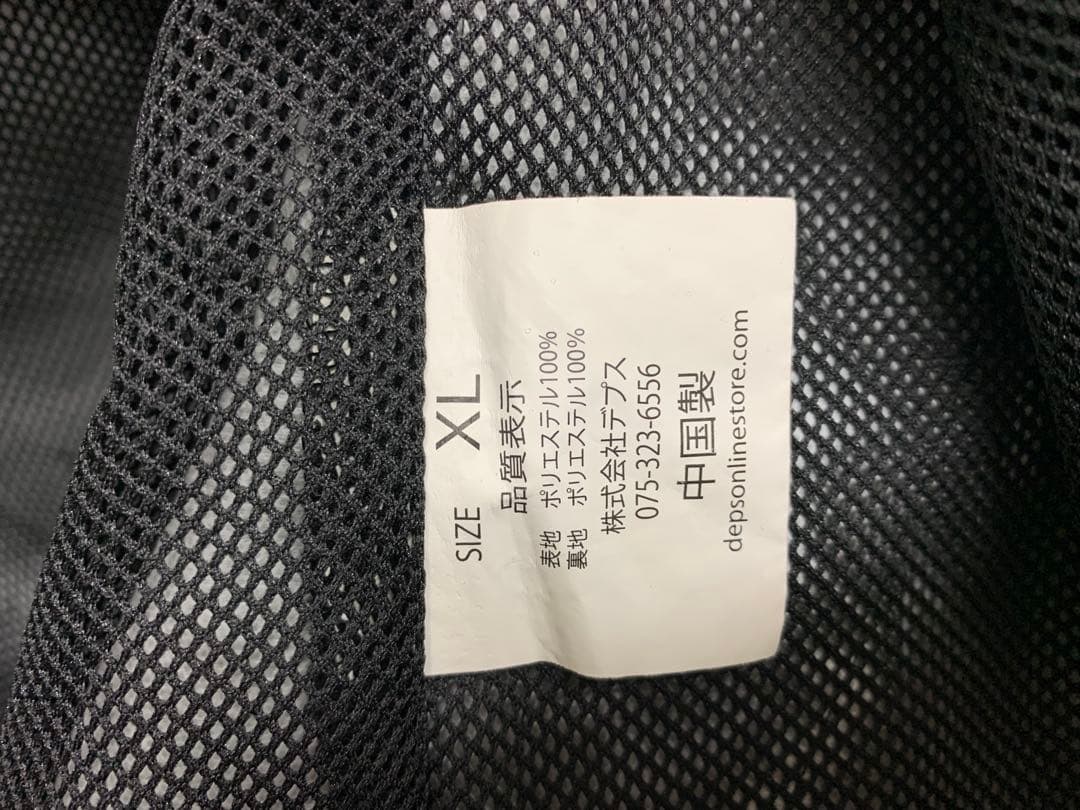 SIZE XL
品質表示
表地 ポリエステル100%
裏地 ポリエステル100%
株式会社デプス
075-323-6556
中国製
depsonlinestore.com